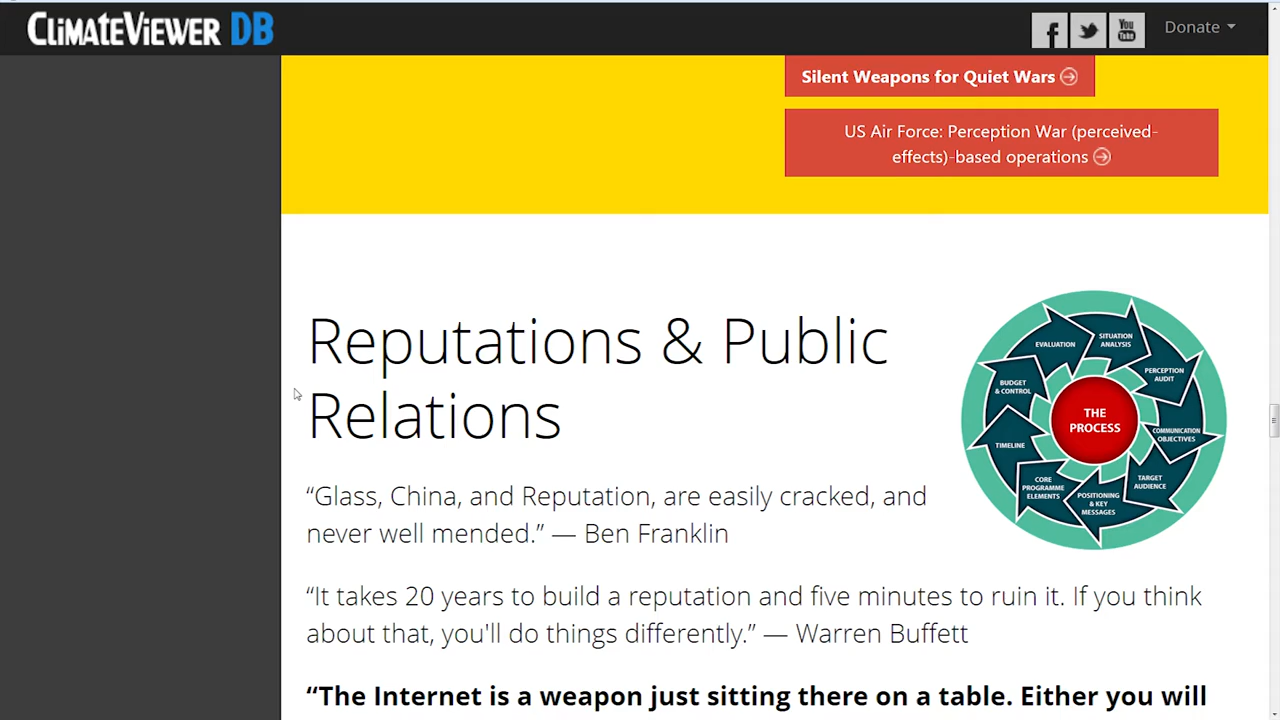 CLIMATEVIEWER DB
You Tube
Donate
Silent Weapons for Quiet Wars
US Air Force: Perception War (perceived-
effects)-based operations
Reputations & Public
Relations
“Glass, China, and Reputation, are easily cracked, and
never well mended.” — Ben Franklin
“It takes 20 years to build a reputation and five minutes to ruin it. If you think
about that, you'll do things differently.” — Warren Buffett
“The Internet is a weapon just sitting there on a table. Either you will
THE
PROCESS
SITUATION
ANALYSIS
PERCEPTION
AUDIT
COMMUNICATION
OBJECTIVES
TARGET
AUDIENCE
POSITIONING
& KEY
MESSAGES
CORE
PROGRAMME
ELEMENTS
TIMELINE
BUDGET
& CONTROL
EVALUATION